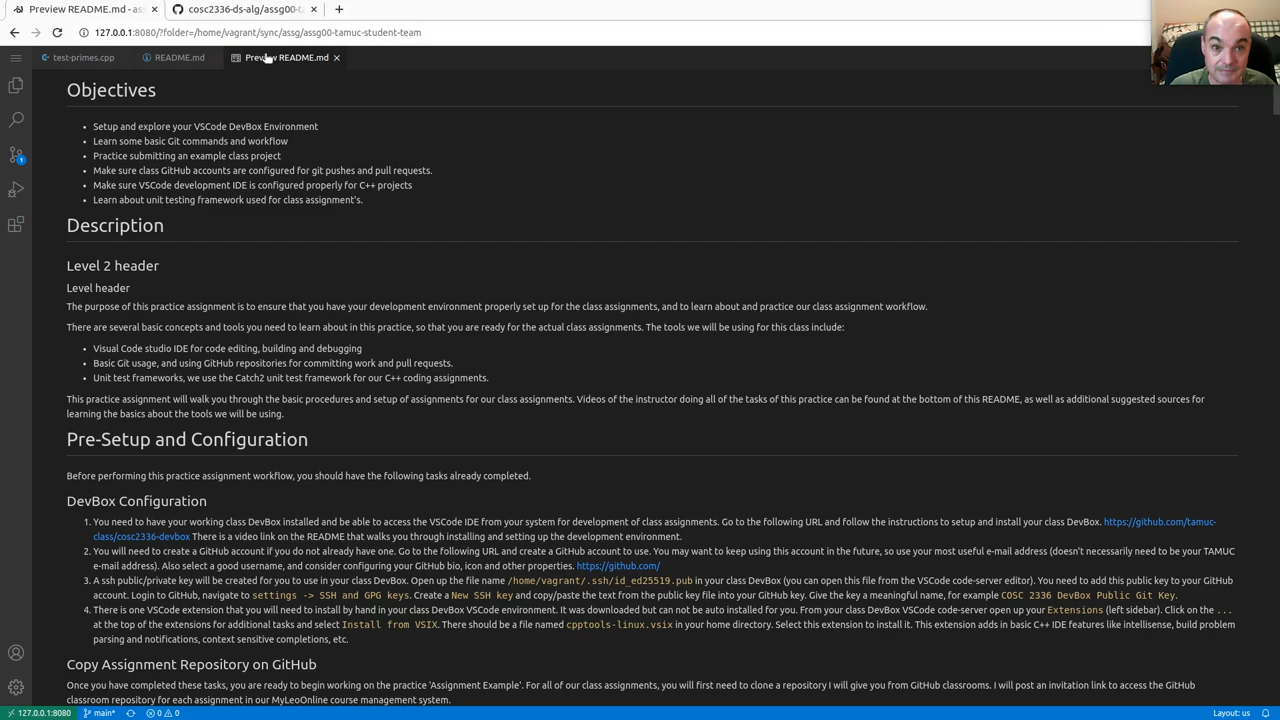 Preview README.md - ass
cosc2336-ds-alg/assg00-t
127.0.0.1:8080/?folder=/home/vagrant/sync/assg/assg00-tamuc-student-team
test-primes.cpp
README.md
Preview README.md
Objectives
• Setup and explore your VSCode DevBox Environment
• Learn some basic Git commands and workflow
• Practice submitting an example class project
• Make sure class GitHub accounts are configured for git pushes and pull requests.
• Make sure VSCode development IDE is configured properly for C++ projects
• Learn about unit testing framework used for class assignment's.
Description
Level 2 header
Level header
The purpose of this practice assignment is to ensure that you have your development environment properly set up for the class assignments, and to learn about and practice our class assignment workflow.
There are several basic concepts and tools you need to learn about in this practice, so that you are ready for the actual class assignments. The tools we will be using for this class include:
• Visual Code studio IDE for code editing, building and debugging
• Basic Git usage, and using GitHub repositories for committing work and pull requests.
• Unit test frameworks, we use the Catch2 unit test framework for our C++ coding assignments.
This practice assignment will walk you through the basic procedures and setup of assignments for our class assignments. Videos of the instructor doing all of the tasks of this practice can be found at the bottom of this README, as well as additional suggested sources for
learning the basics about the tools we will be using.
Pre-Setup and Configuration
Before performing this practice assignment workflow, you should have the following tasks already completed.
DevBox Configuration
1. You need to have your working class DevBox installed and be able to access the VSCode IDE from your system for development of class assignments. Go to the following URL and follow the instructions to setup and install your class DevBox. https://github.com/tamuc-
class/cosc2336-devbox There is a video link on the README that walks you through installing and setting up the development environment.
2. You will need to create a GitHub account if you do not already have one. Go to the following URL and create a GitHub account to use. You may want to keep using this account in the future, so use your most useful e-mail address (doesn't necessarily need to be your TAMUC
e-mail address). Also select a good username, and consider configuring your GitHub bio, icon and other properties. https://github.com/
3. A ssh public/private key will be created for you to use in your class DevBox. Open up the file name /home/vagrant/.ssh/id_ed25519.pub in your class DevBox (you can open this file from the VSCode code-server editor). You need to add this public key to your GitHub
account. Login to GitHub, navigate to settings -> SSH and GPG keys. Create a New SSH key and copy/paste the text from the public key file into your GitHub key. Give the key a meaningful name, for example COSC 2336 DevBox Public Git Key.
4. There is one VSCode extension that you will need to install by hand in your class DevBox VSCode environment. It was downloaded but can not be auto installed for you. From your class DevBox VSCode code-server open up your Extensions (left sidebar). Click on the ...
at the top of the extensions for additional tasks and select Install from VSIX. There should be a file named cpptools-linux.vsix in your home directory. Select this extension to install it. This extension adds in basic C++ IDE features like intellisense, build problem
parsing and notifications, context sensitive completions, etc.
Copy Assignment Repository on GitHub
Once you have completed these tasks, you are ready to begin working on the practice 'Assignment Example'. For all of our class assignments, you will first need to clone a repository I will give you from GitHub classrooms. I will post an invitation link to access the GitHub
classroom repository for each assignment in our MyLeoOnline course management system.
127.0.0.1:8080 main* 0 0 Layout: us